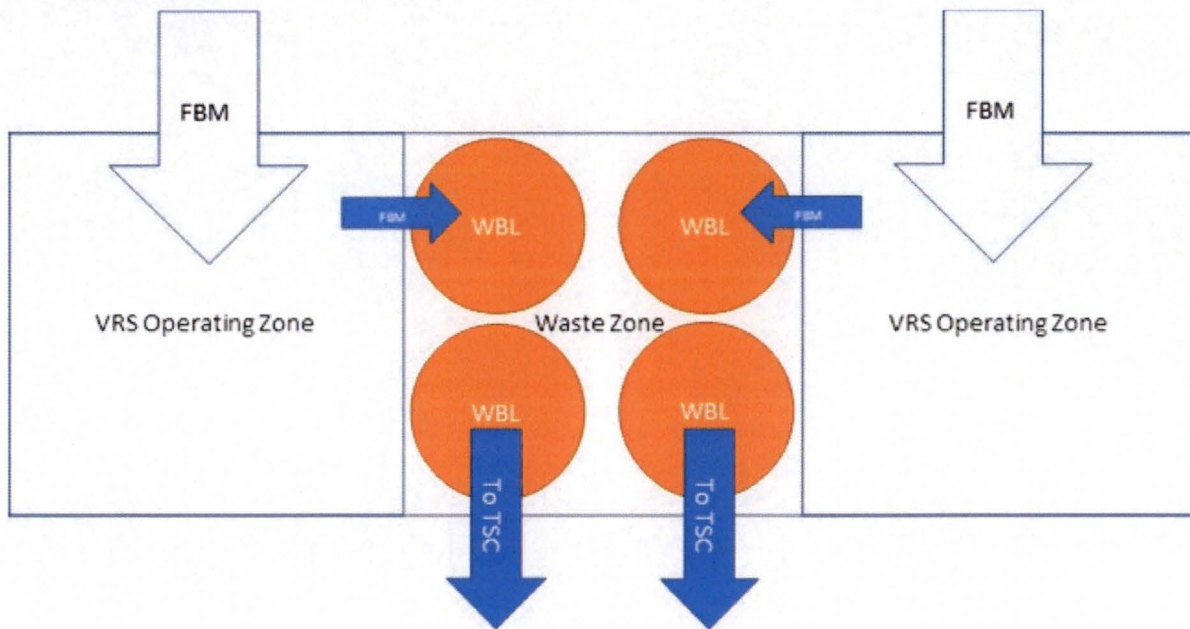 FBM
FBM
FBM
WBL
WBL
FBM
VRS Operating Zone
Waste Zone
VRS Operating Zone
WBL
WBL
To TSC
To TSC